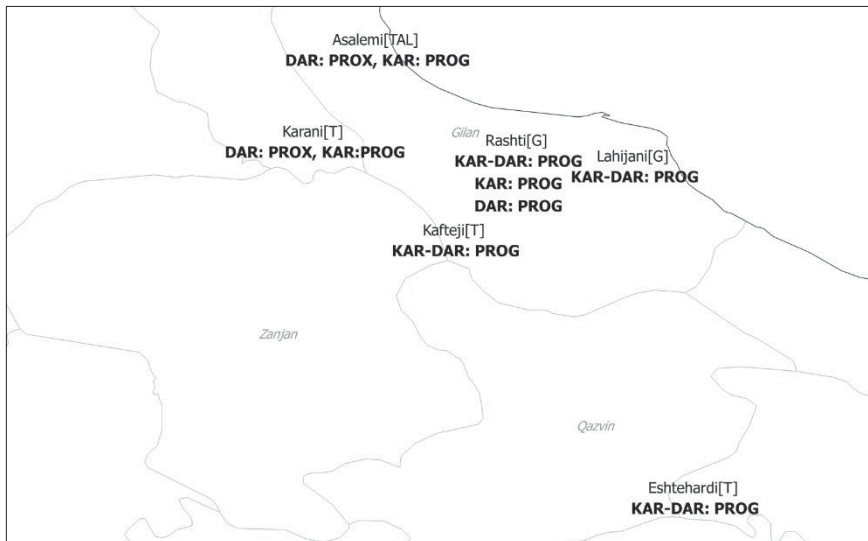 Asalemi[TAL]
DAR: PROX, KAR: PROG
Karani[T]
DAR: PROX, KAR:PROG
Gilan
Rashti[G]
KAR-DAR: PROG
KAR: PROG
DAR: PROG
Lahijani[G]
KAR-DAR: PROG
Kafteji[T]
KAR-DAR: PROG
Zanjan
Qazvin
Eshtehardi[T]
KAR-DAR: PROG